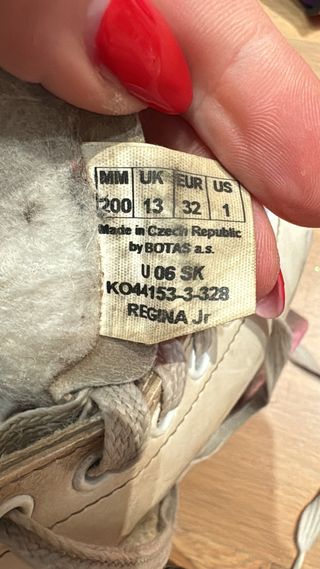 MM UK EUR US
200 13 32 1
Made in Czech Republic
by BOTAS a.s.
U 06 SK
KO44153-3-328
REGINA Jr